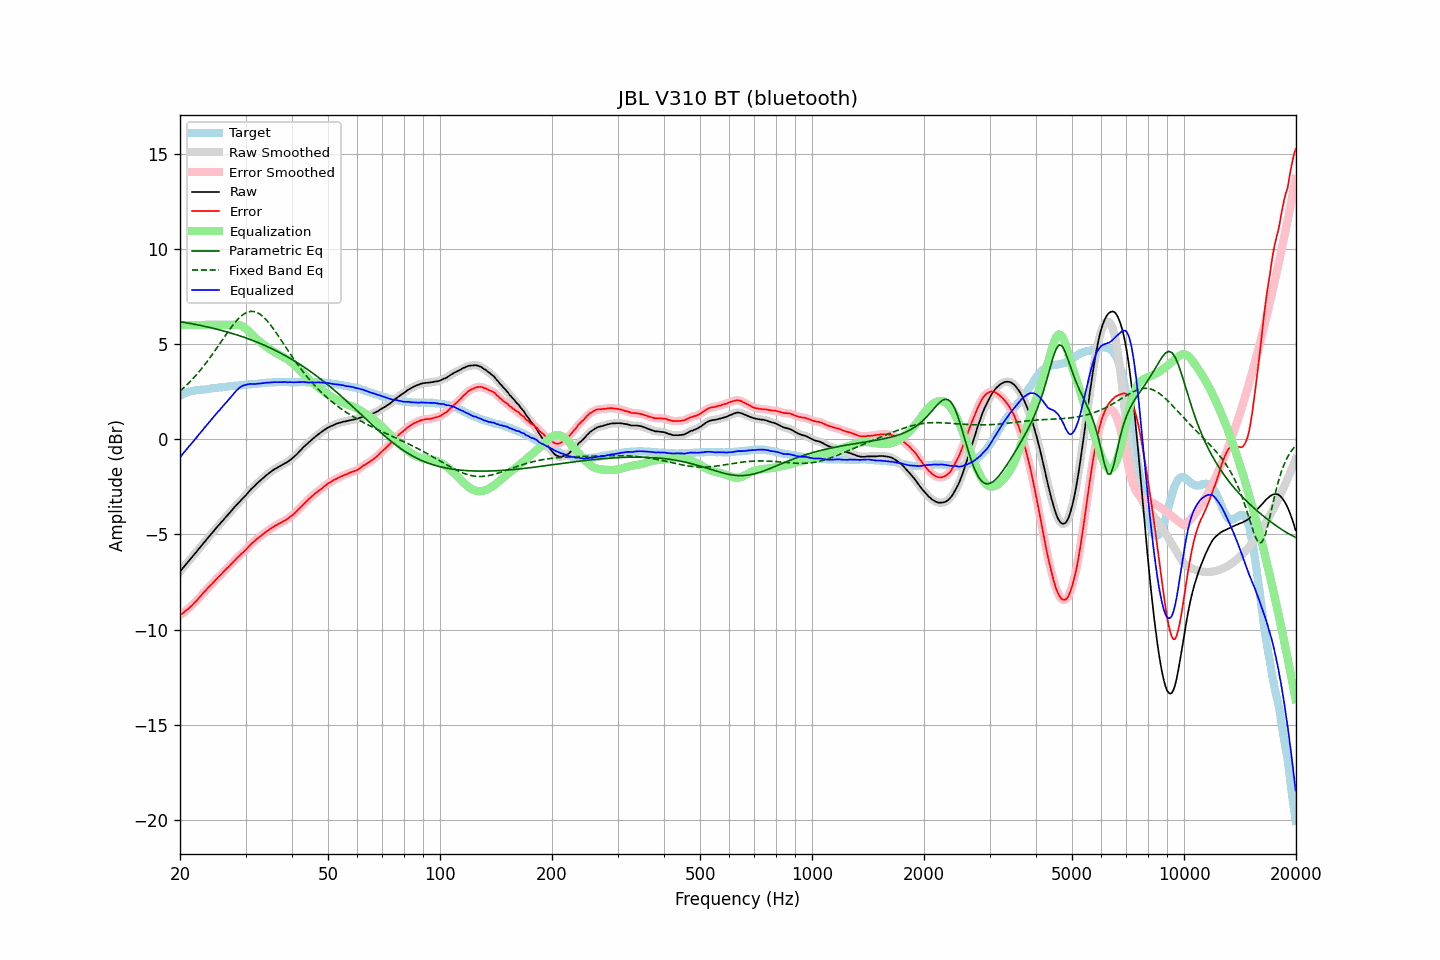 JBL V310 BT (bluetooth)
Target
Raw Smoothed
Error Smoothed
Raw
Error
Equalization
Parametric Eq
Fixed Band Eq
Equalized
15
10
5
0
−5
−10
−15
−20
Amplitude (dBr)
20 50 100 200 500 1000 2000 5000 10000 20000
Frequency (Hz)